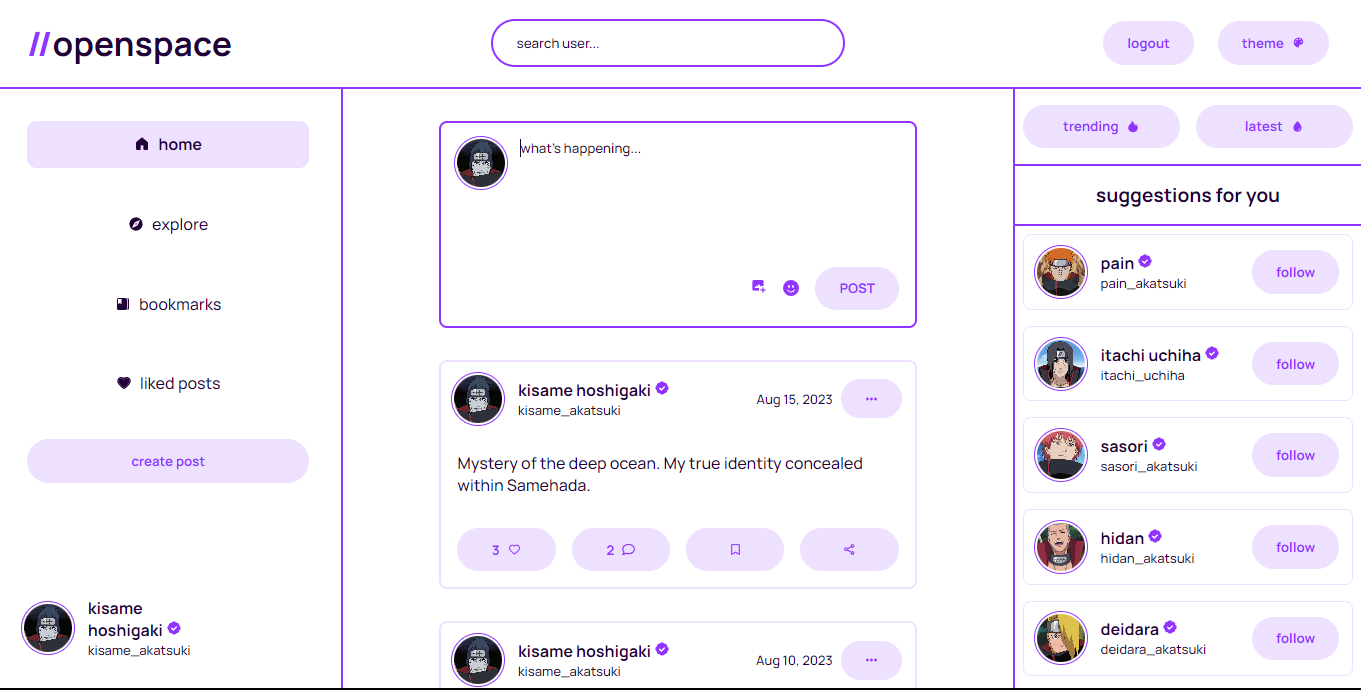 //openspace
search user...
logout
theme
home
explore
bookmarks
liked posts
create post
kisame
hoshigaki
kisame_akatsuki
what's happening...
POST
kisame hoshigaki
kisame_akatsuki
Aug 15, 2023
Mystery of the deep ocean. My true identity concealed
within Samehada.
3
2
kisame hoshigaki
kisame_akatsuki
Aug 10, 2023
trending
latest
suggestions for you
pain
pain_akatsuki
follow
itachi uchiha
itachi_uchiha
follow
sasori
sasori_akatsuki
follow
hidan
hidan_akatsuki
follow
deidara
deidara_akatsuki
follow